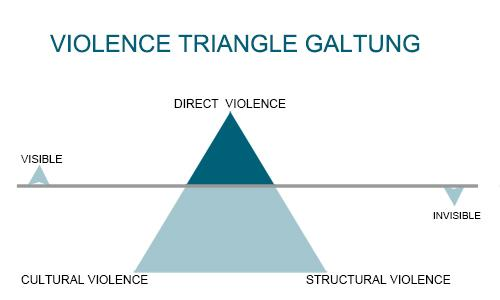 VIOLENCE TRIANGLE GALTUNG
DIRECT VIOLENCE
VISIBLE
INVISIBLE
CULTURAL VIOLENCE
STRUCTURAL VIOLENCE